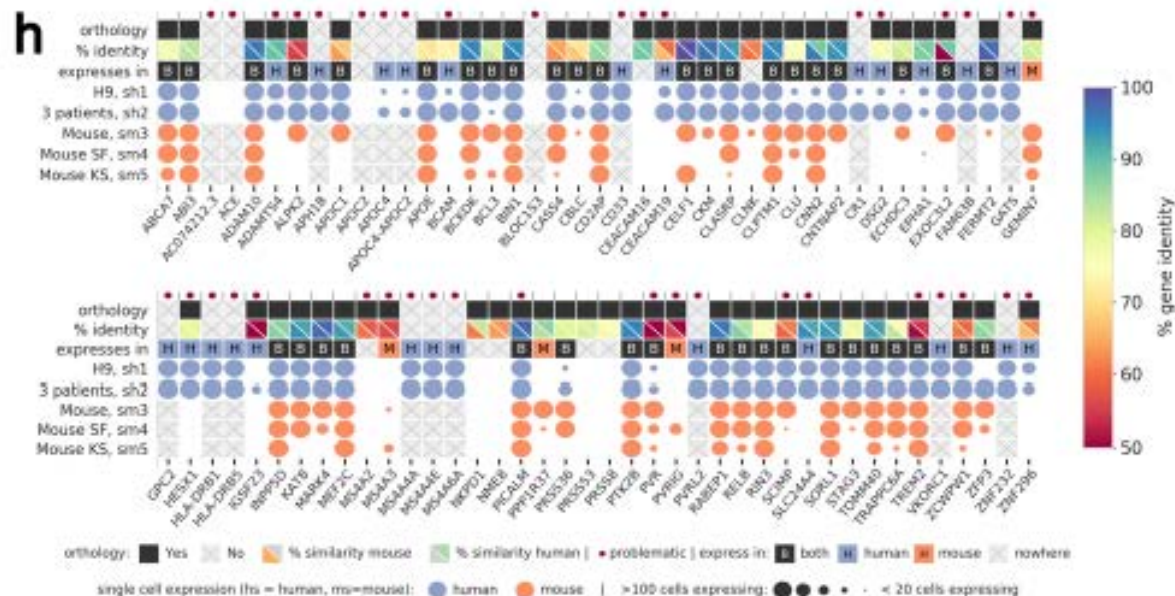 h
orthology
% identity
expresses in
H9, sh1
3 patients, sh2
Mouse, sm3
Mouse SF, sm4
Mouse KS, sm5
B B B H B H B H H B H B B B B B B H H B B B B B B B H H B H B H B H M
ABCA7 ABI3 AC074212.3 ACE ADAM10 ADAMTS4 ALPK2 APH1B APOC1 APOC2 APOC4 APOC4-APOC2 APOE BCAM BCKDK BCL3 BIN1 BLOC1S3 CASS4 CBLC CD2AP CD33 CEACAM16 CEACAM19 CELF1 CKM CLASRP CLNK CLPTM1 CLU CNN2 CNTNAP2 CR1 DSG2 ECHDC3 EPHA1 EXOC3L2 FAM63B FERMT2 GATS GEMIN7
100
90
80
70
60
50
% gene identity
orthology
% identity
expresses in
H9, sh1
3 patients, sh2
Mouse, sm3
Mouse SF, sm4
Mouse KS, sm5
H H H H H B B B B M H H H B M B B B M H B B B B H B B B B B H B B H H
GPC2 HESX1 HLA-DRB1 HLA-DRB5 IGSF23 INPP5D KAT8 MARK4 MEF2C MS4A2 MS4A3 MS4A4A MS4A4E MS4A6A NKPD1 NME8 PICALM PPP1R37 PRSS36 PRSS53 PRSS8 PTK2B PVR PVRIG PVRL2 RABEP1 RELB RIN3 SCIMP SLC24A4 SORL1 STAG3 TOMM40 TRAPPC6A TREM2 VKORC1 ZCWPW1 ZFP3 ZNF232 ZNF296
orthology: Yes No % similarity mouse % similarity human | problematic | express in: B both H human M mouse nowhere
single cell expression (hs = human, ms=mouse): human mouse | >100 cells expressing: < 20 cells expressing